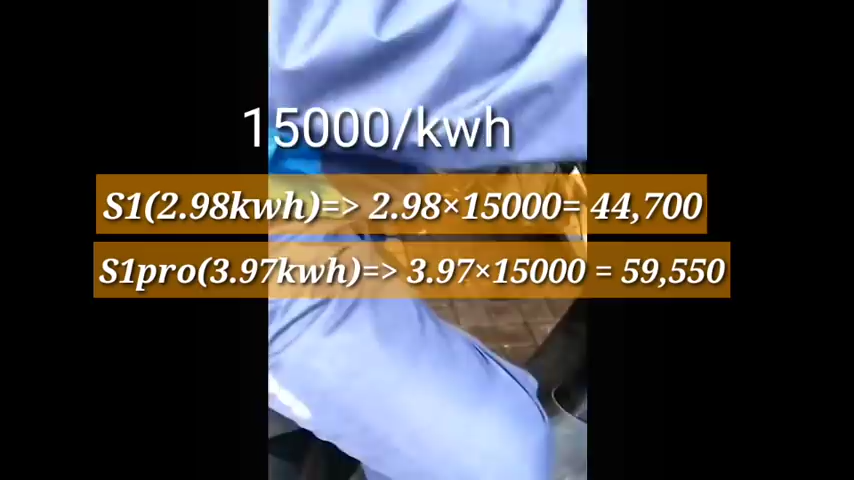 15000/kwh
S1(2.98kwh)=> 2.98×15000= 44,700
S1pro(3.97kwh)=> 3.97×15000 = 59,550